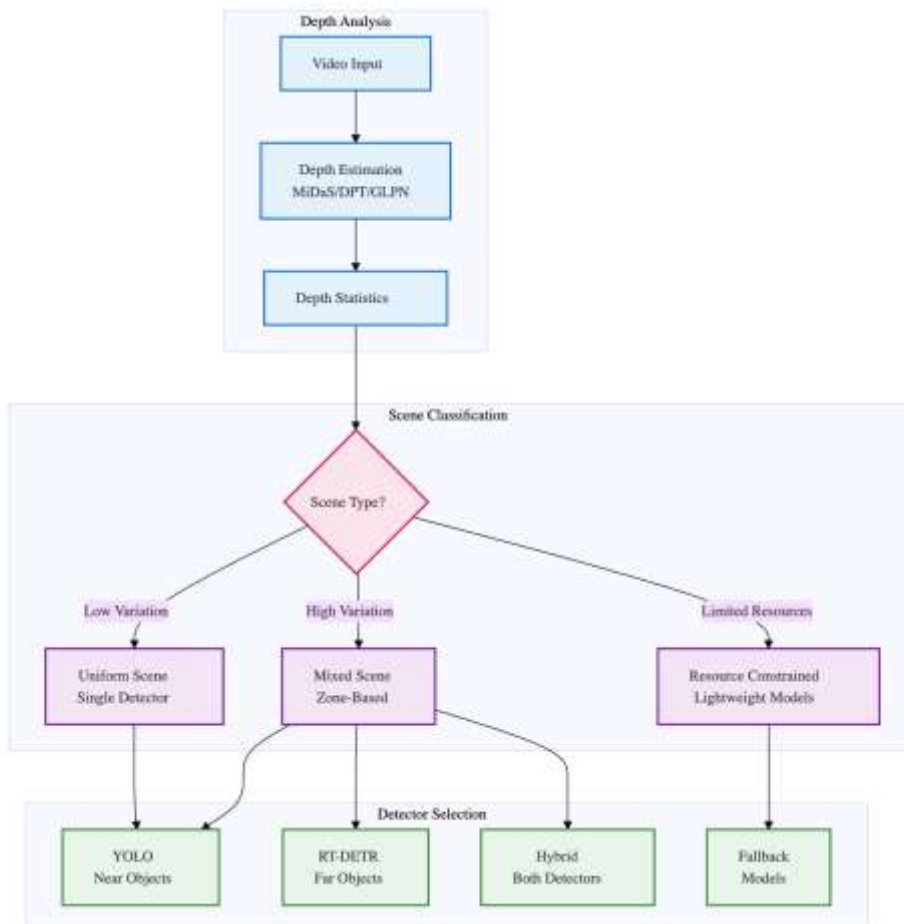 Depth Analysis
Video Input
Depth Estimation
MiDaS/DPT/GLPN
Depth Statistics
Scene Classification
Scene Type?
Low Variation
High Variation
Limited Resources
Uniform Scene
Single Detector
Mixed Scene
Zone-Based
Resource Constrained
Lightweight Models
Detector Selection
YOLO
Near Objects
RT-DETR
Far Objects
Hybrid
Both Detectors
Fallback
Models